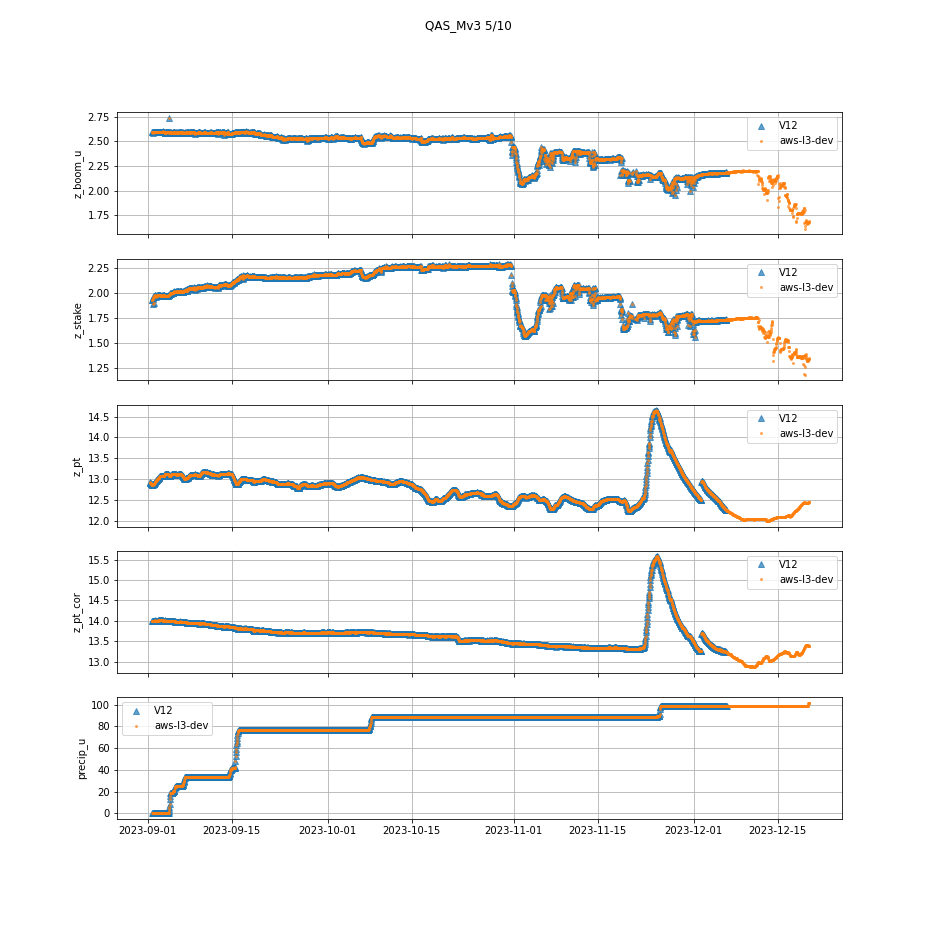 QAS_Mv3 5/10
2.75
2.50
2.25
2.00
1.75
z_boom_u
V12
aws-l3-dev
2.25
2.00
1.75
1.50
1.25
z_stake
V12
aws-l3-dev
14.5
14.0
13.5
13.0
12.5
12.0
z_pt
V12
aws-l3-dev
15.5
15.0
14.5
14.0
13.5
13.0
z_pt_cor
V12
aws-l3-dev
100
80
60
40
20
0
precip_u
V12
aws-l3-dev
2023-09-01 2023-09-15 2023-10-01 2023-10-15 2023-11-01 2023-11-15 2023-12-01 2023-12-15